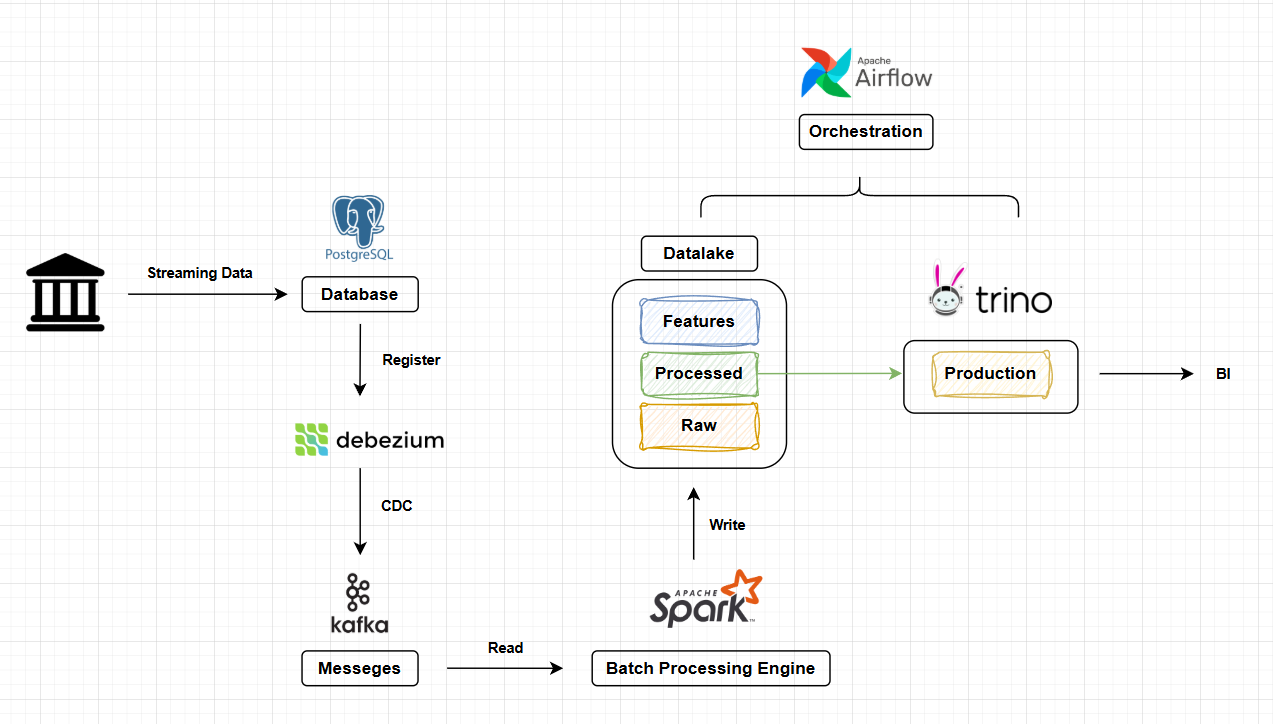 Apache
Airflow
Orchestration
PostgreSQL
Streaming Data
Database
Register
debezium
CDC
kafka
Messeges
Read
APACHE
Spark
TM
Batch Processing Engine
Write
Datalake
Features
Processed
Raw
trino
Production
BI